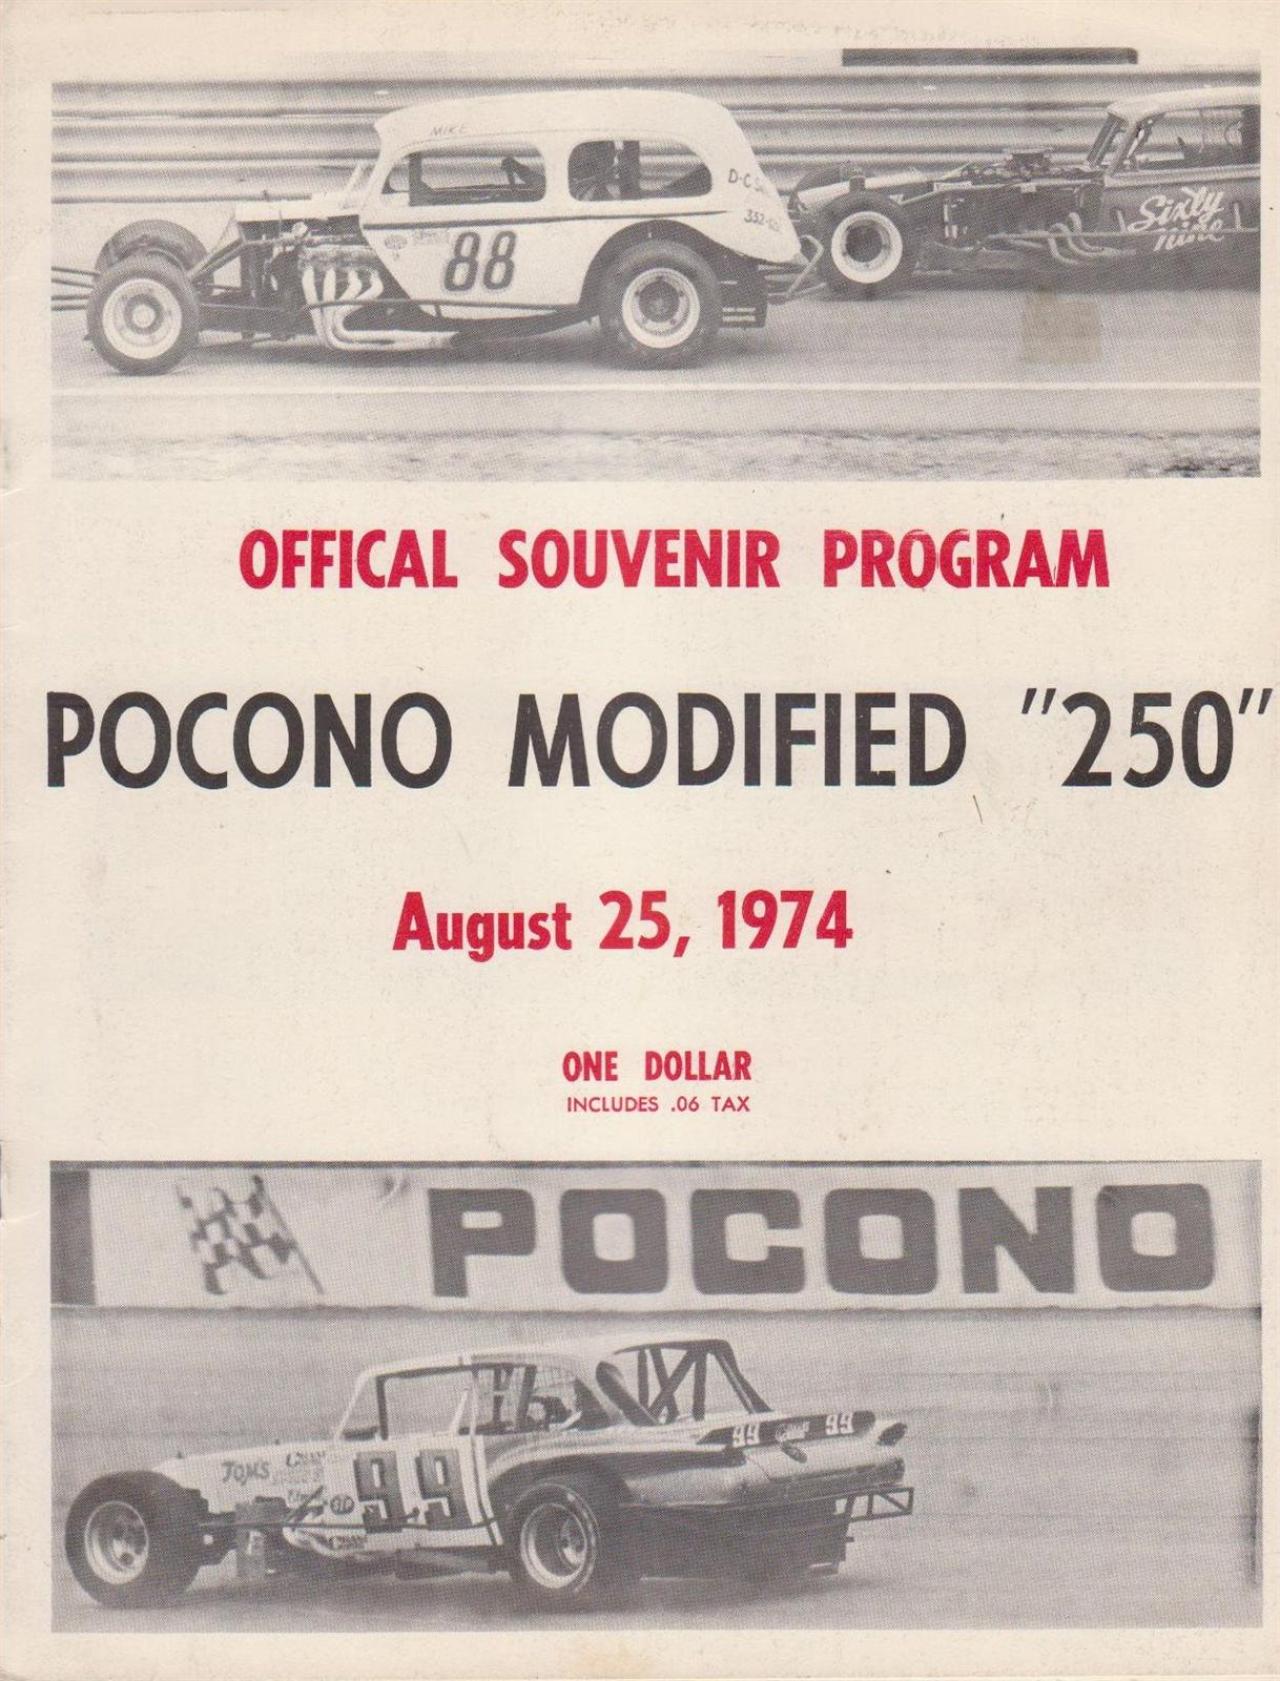 MIKE
88
D-C
Sixty
nine
OFFICAL SOUVENIR PROGRAM
POCONO MODIFIED "250"
August 25, 1974
ONE DOLLAR
INCLUDES .06 TAX
POCONO
99 99
TOM'S
99